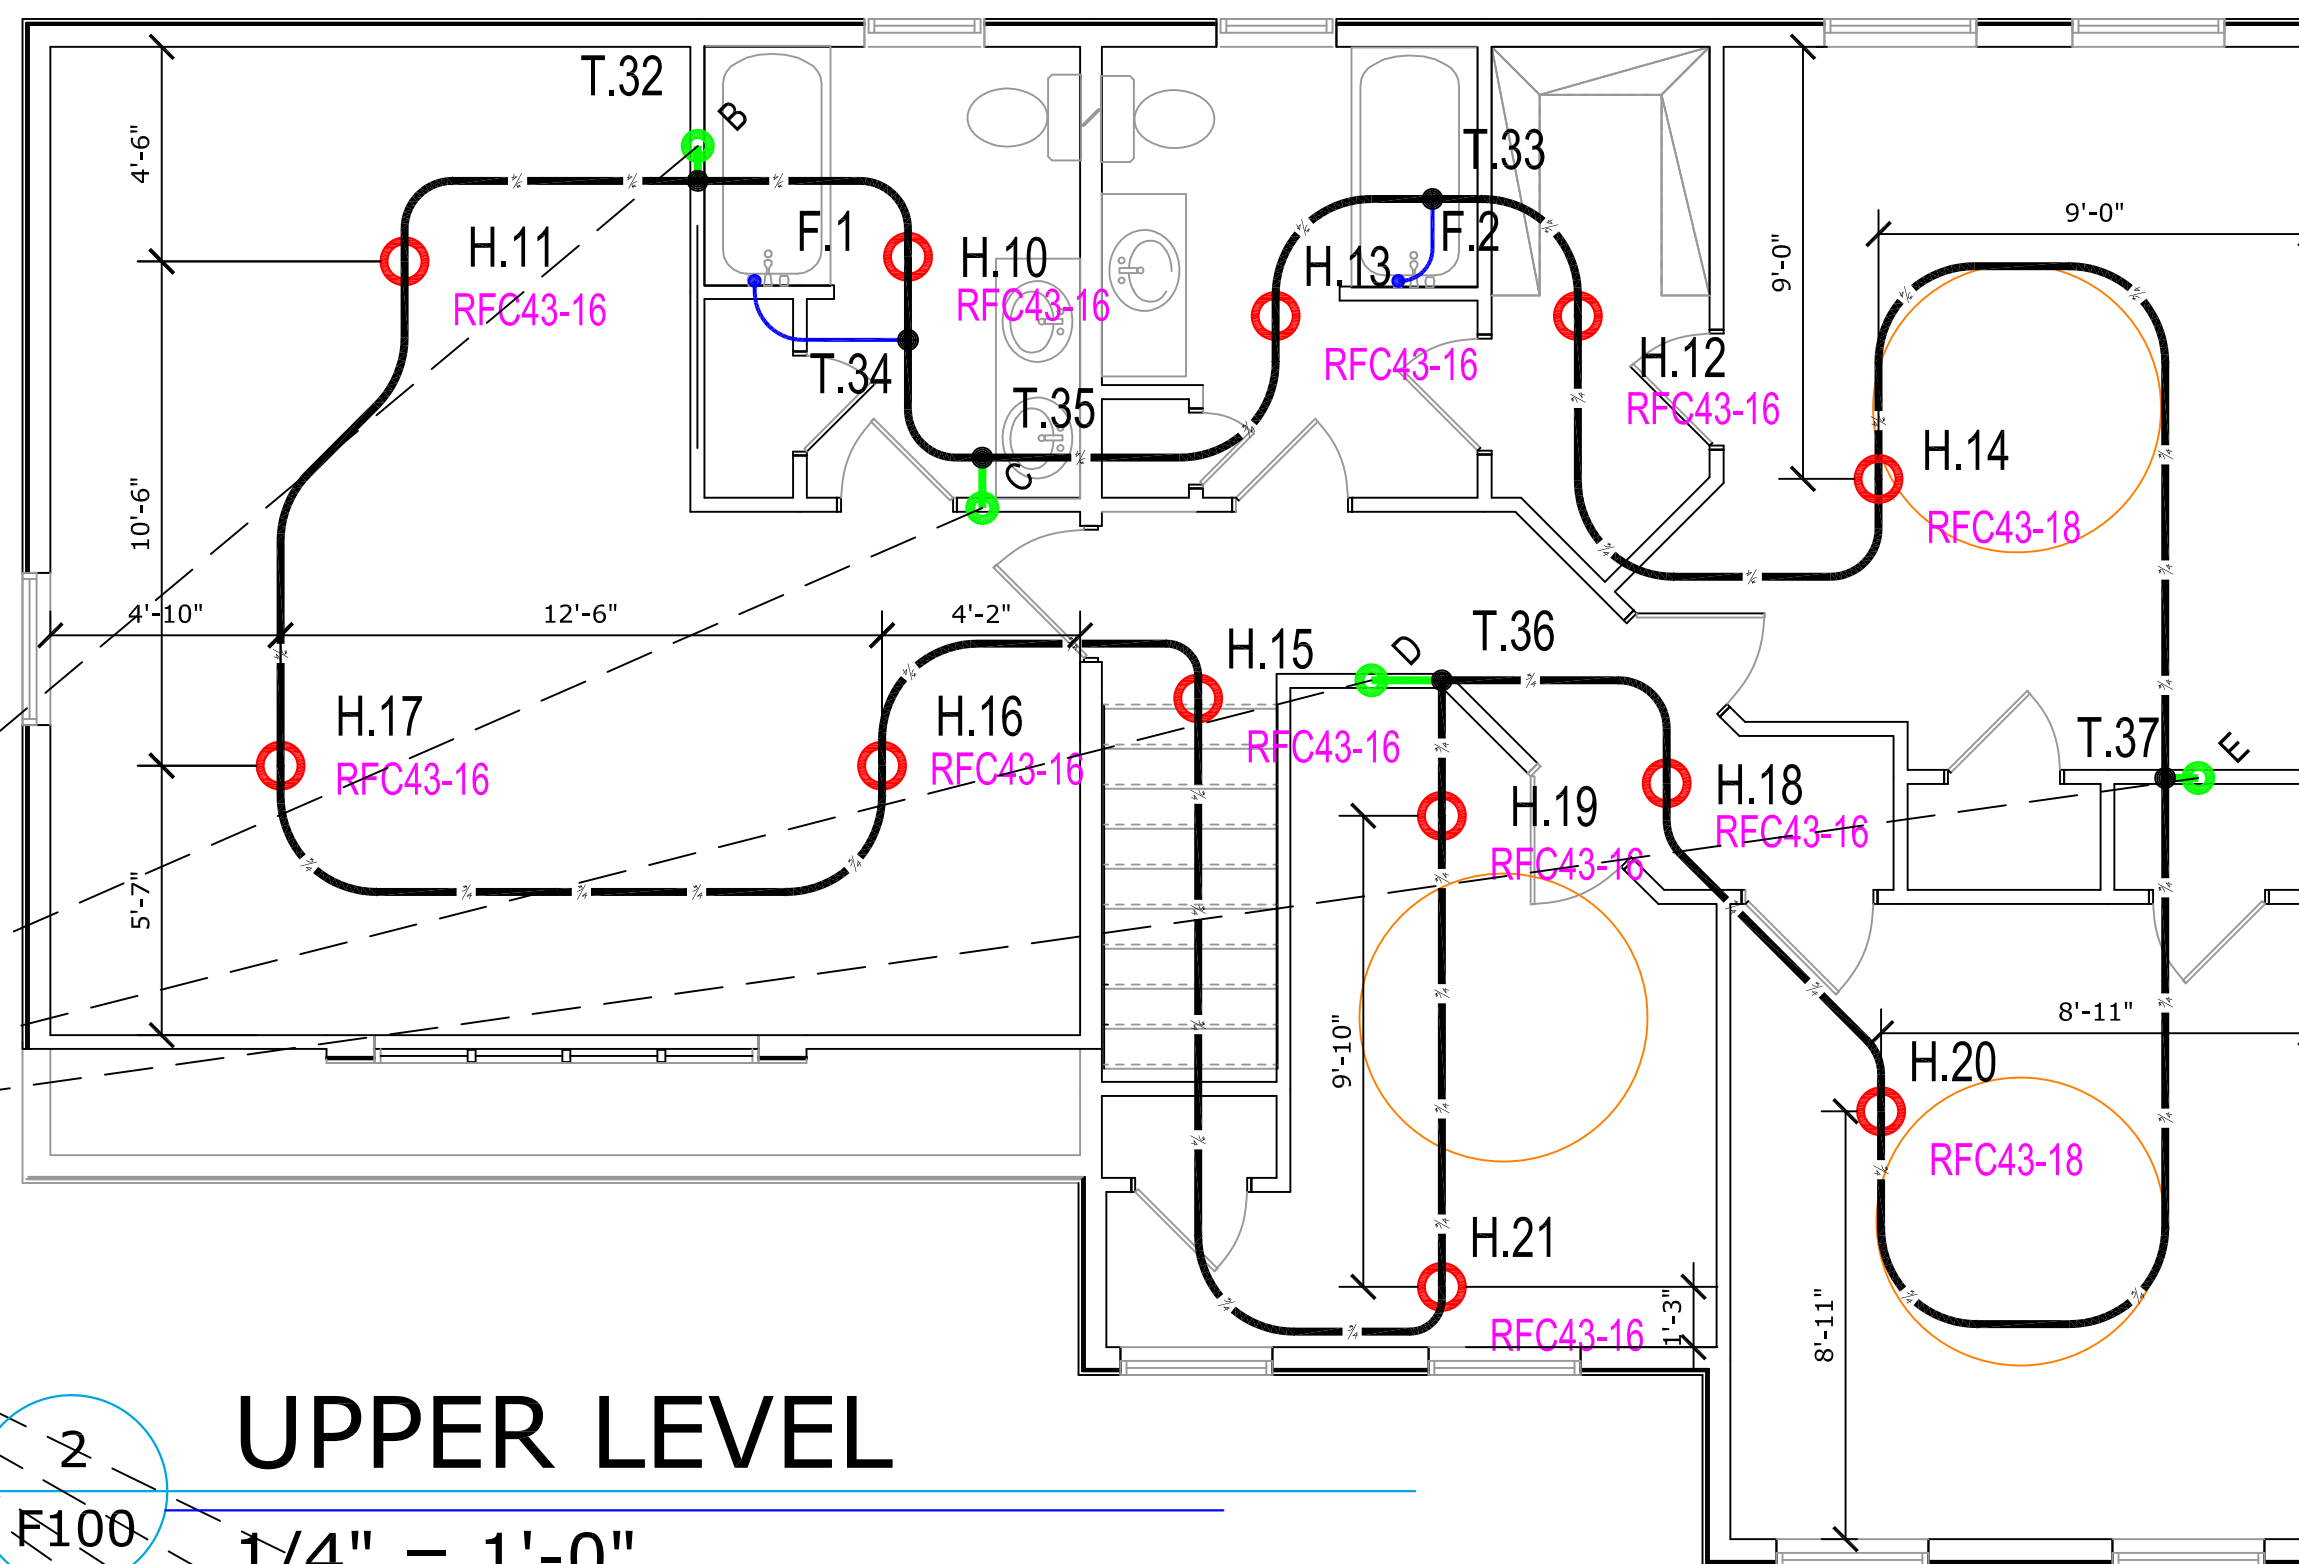 T.32
B
4'-6"
T.33
F.1
H.11
RFC43-16
H.10
RFC43-16
H.13
F.2
RFC43-16
9'-0"
9'-0"
H.12
RFC43-16
T.34
T.35
C
H.14
RFC43-18
10'-6"
4'-10"
12'-6"
4'-2"
H.15
RFC43-16
D
T.36
H.17
RFC43-16
H.16
RFC43-16
T.37
E
H.19
RFC43-16
H.18
RFC43-16
5'-7"
9'-10"
8'-11"
H.20
RFC43-18
H.21
RFC43-16
1'-3"
8'-11"
2
F100
UPPER LEVEL
1/4" = 1'-0"